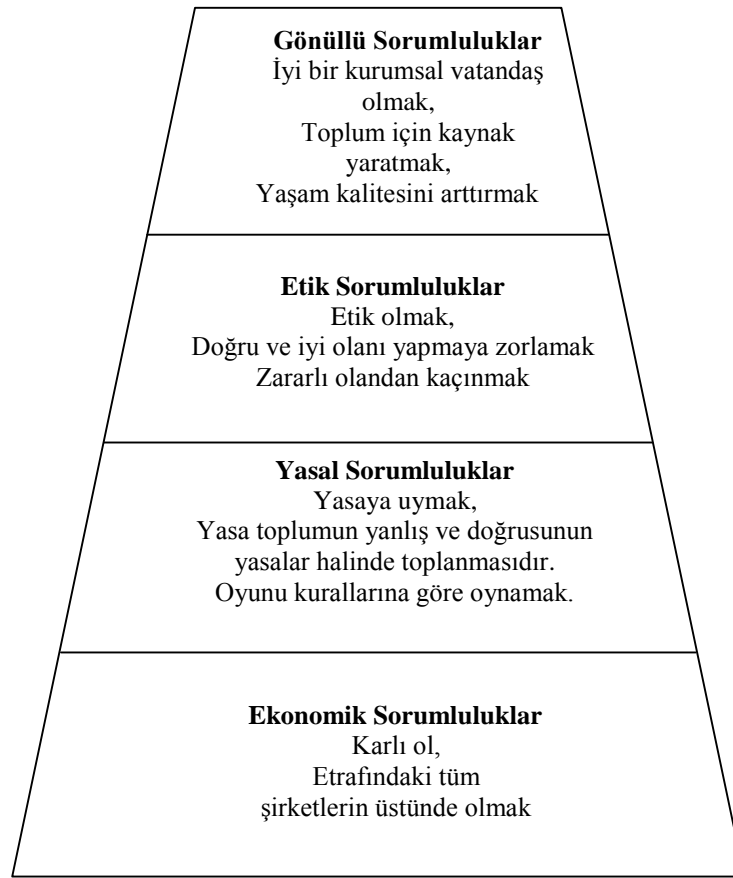 Gönüllü Sorumluluklar
İyi bir kurumsal vatandaş
olmak,
Toplum için kaynak
yaratmak,
Yaşam kalitesini arttırmak
Etik Sorumluluklar
Etik olmak,
Doğru ve iyi olanı yapmaya zorlamak
Zararlı olandan kaçınmak
Yasal Sorumluluklar
Yasaya uymak,
Yasa toplumun yanlış ve doğrusunun
yasalar halinde toplanmasıdır.
Oyunu kurallarına göre oynamak.
Ekonomik Sorumluluklar
Karlı ol,
Etrafındaki tüm
şirketlerin üstünde olmak